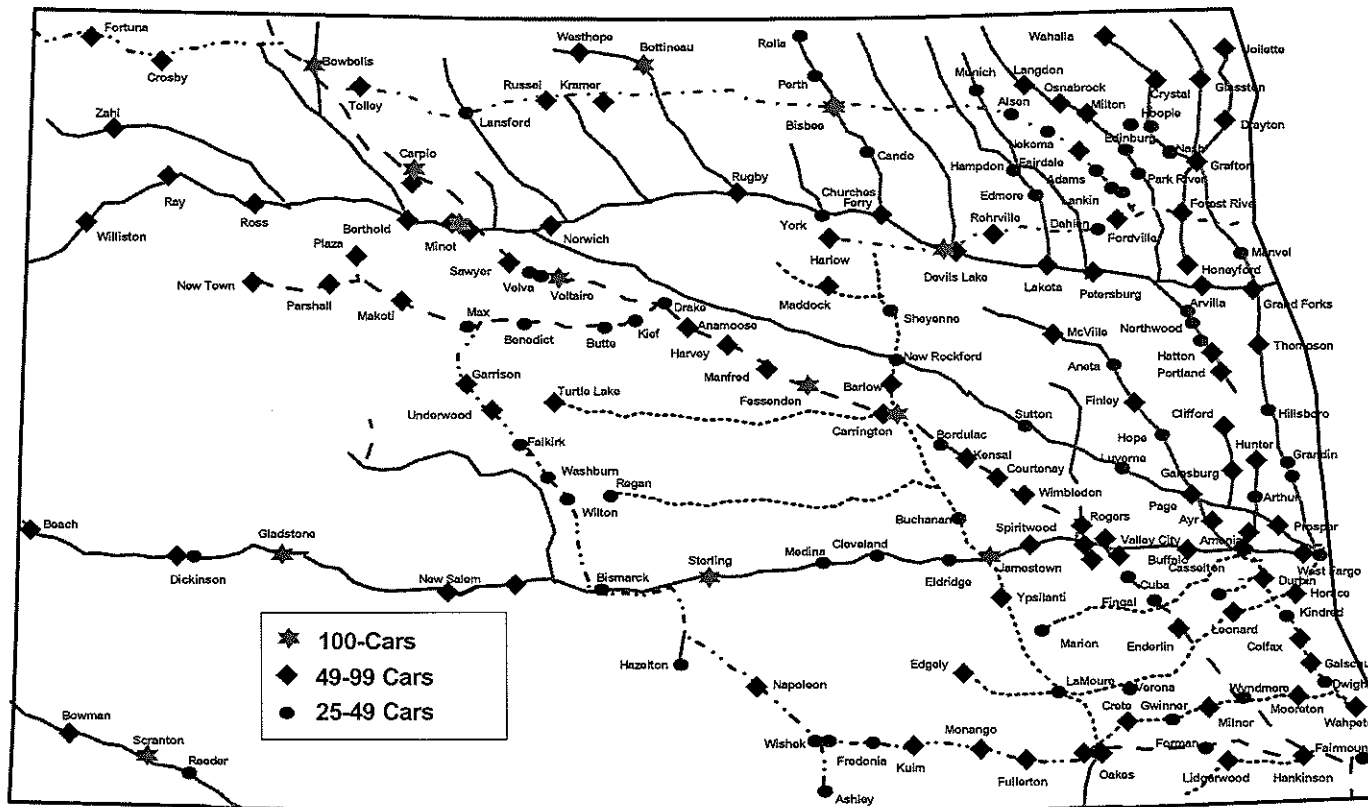 Fortuna
Crosby
Bowbells
Tolley
Westhope
Bottineau
Russel
Kramer
Lansford
Rolla
Perth
Bisbee
Cando
Munich
Langdon
Wahalla
Joilette
Osnabrock
Milton
Crystal
Glasston
Alsen
Nekoma
Edinburg
Hoople
Nash
Drayton
Grafton
Zahl
Carpio
Rugby
Churches
Ferry
Hampden
Fairdale
Adams
Park River
Edmore
Lankin
Forest River
Ray
Ross
Berthold
Minot
Norwich
York
Rohrville
Dahlen
Fordville
Manvel
Williston
Plaza
Harlow
Devils Lake
Lakota
Petersburg
Honeyford
Arvilla
Grand Forks
New Town
Parshall
Makoti
Sawyer
Velva
Voltaire
Maddock
Sheyenne
Max
Benedict
Butte
Kief
Drake
Anamoose
Harvey
Manfred
Fessenden
New Rockford
McVille
Aneta
Northwood
Hatton
Portland
Thompson
Garrison
Underwood
Turtle Lake
Barlow
Carrington
Finley
Sutton
Clifford
Hillsboro
Falkirk
Washburn
Wilton
Regan
Bordulac
Kensal
Courtenay
Wimbledon
Hope
Luverne
Galesburg
Hunter
Grandin
Arthur
Page
Ayr
Prosper
Beach
Dickinson
Gladstone
New Salem
Bismarck
Sterling
Medina
Cleveland
Eldridge
Buchanan
Jamestown
Spiritwood
Rogers
Valley City
Buffalo
Amenia
Casselton
West Fargo
Ypsilanti
Cuba
Fingal
Durbin
Horace
Kindred
Marion
Enderlin
Leonard
Colfax
Hazelton
Napoleon
Edgely
LaMoure
Verona
Wyndmere
Dwight
Mooreton
Crete
Gwinner
Milner
Bowman
Scranton
Reeder
Wishek
Fredonia
Kulm
Monango
Fullerton
Oakes
Forman
Lidgerwood
Hankinson
Ashley
100-Cars
49-99 Cars
25-49 Cars